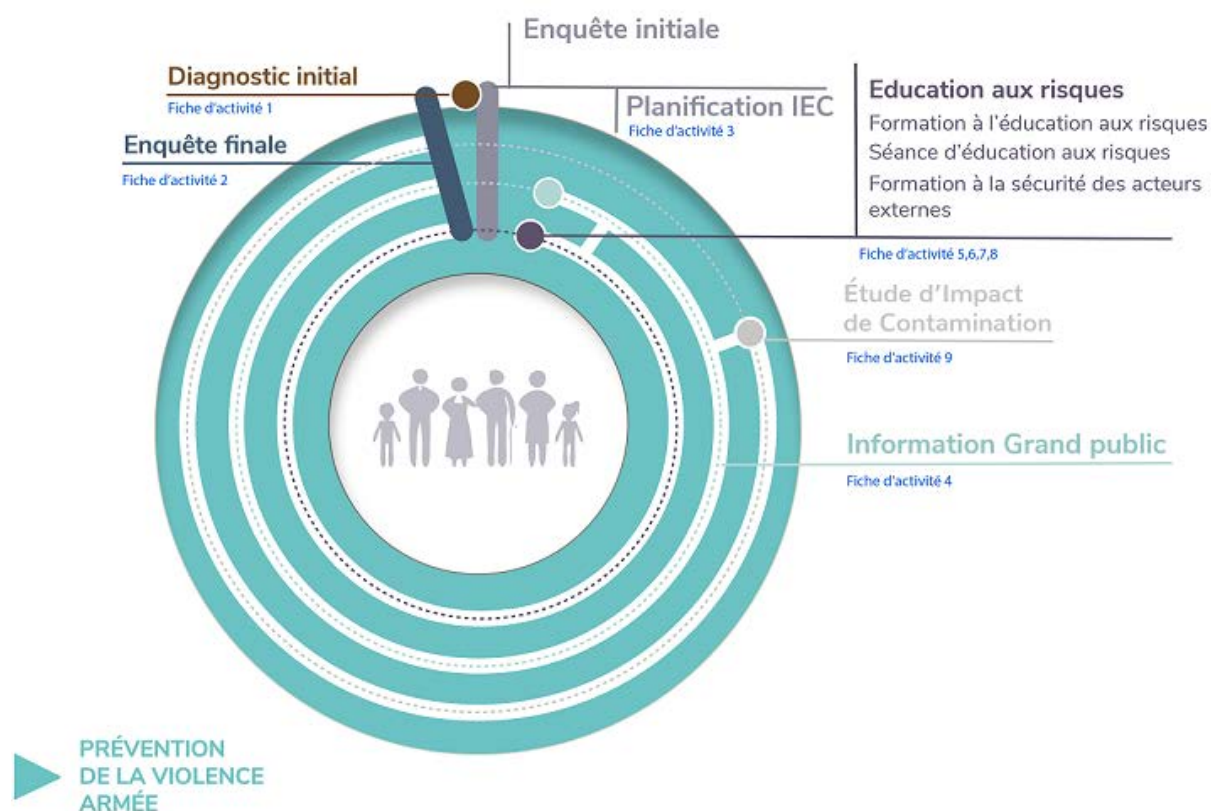 Enquête initiale
Diagnostic initial
Fiche d'activité 1
Planification IEC
Fiche d'activité 3
Enquête finale
Fiche d'activité 2
Education aux risques
Formation à l'éducation aux risques
Séance d'éducation aux risques
Formation à la sécurité des acteurs
externes
Fiche d'activité 5,6,7,8
Étude d'Impact
de Contamination
Fiche d'activité 9
Information Grand public
Fiche d'activité 4
PRÉVENTION
DE LA VIOLENCE
ARMÉE